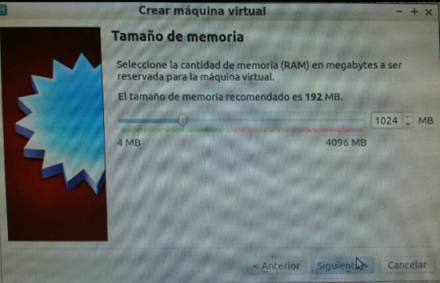 Crear máquina virtual
Tamaño de memoria
Seleccione la cantidad de memoria (RAM) en megabytes a ser
reservada para la máquina virtual.
El tamaño de memoria recomendado es 192 MB.
1024 MB
4 MB 4096 MB
< Anterior Siguiente > Cancelar